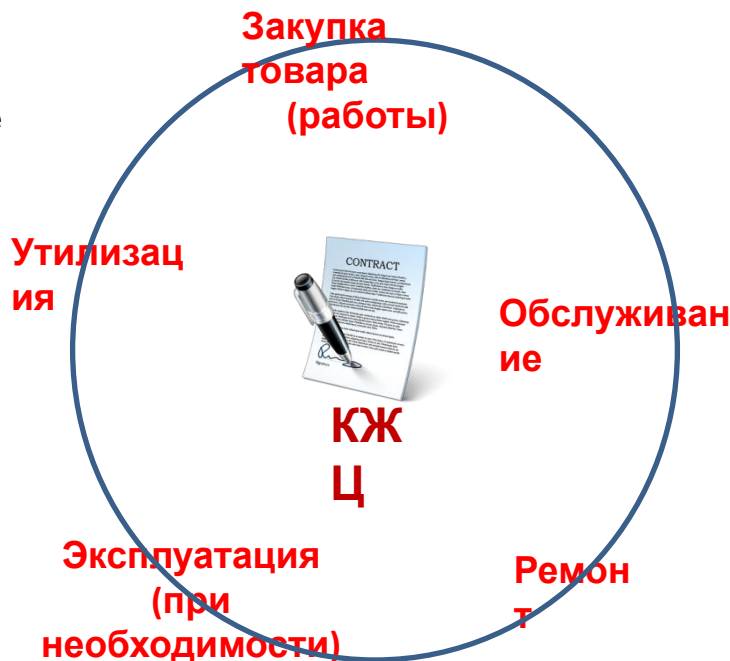 Закупка
товара
(работы)
е
Утилизац
ия
CONTRACT
Обслуживан
ие
КЖ
Ц
Эксплуатация
(при
необходимости)
Ремон
т